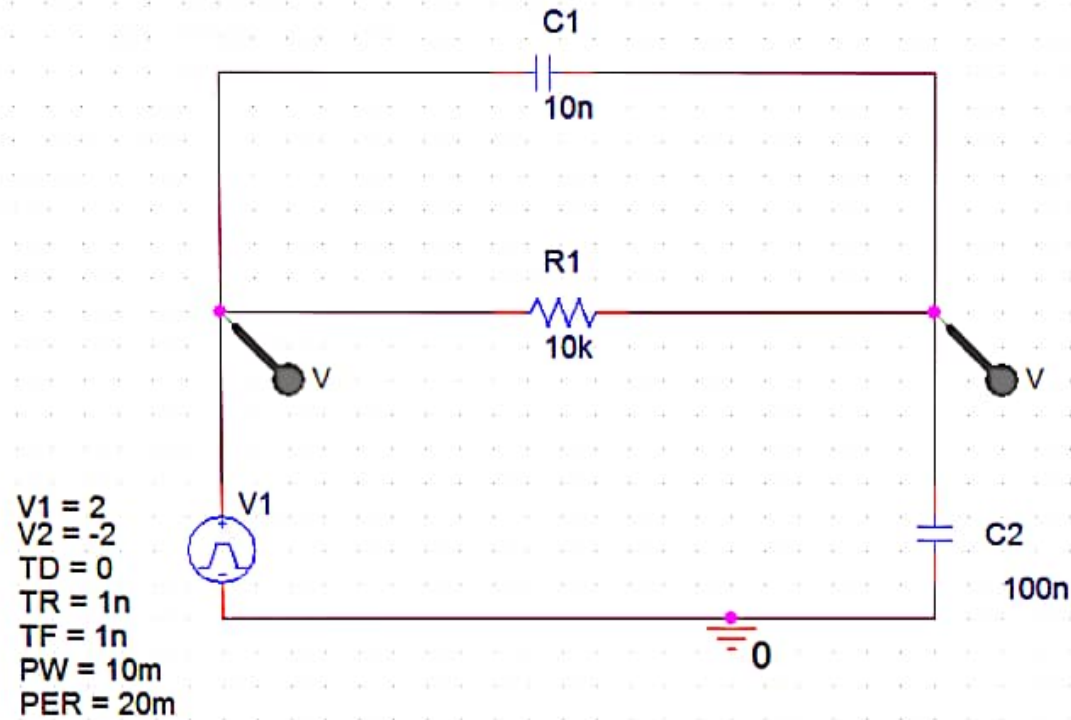 C1
10n
R1
10k
V
V
V1
V1 = 2
V2 = -2
TD = 0
TR = 1n
TF = 1n
PW = 10m
PER = 20m
C2
100n
0